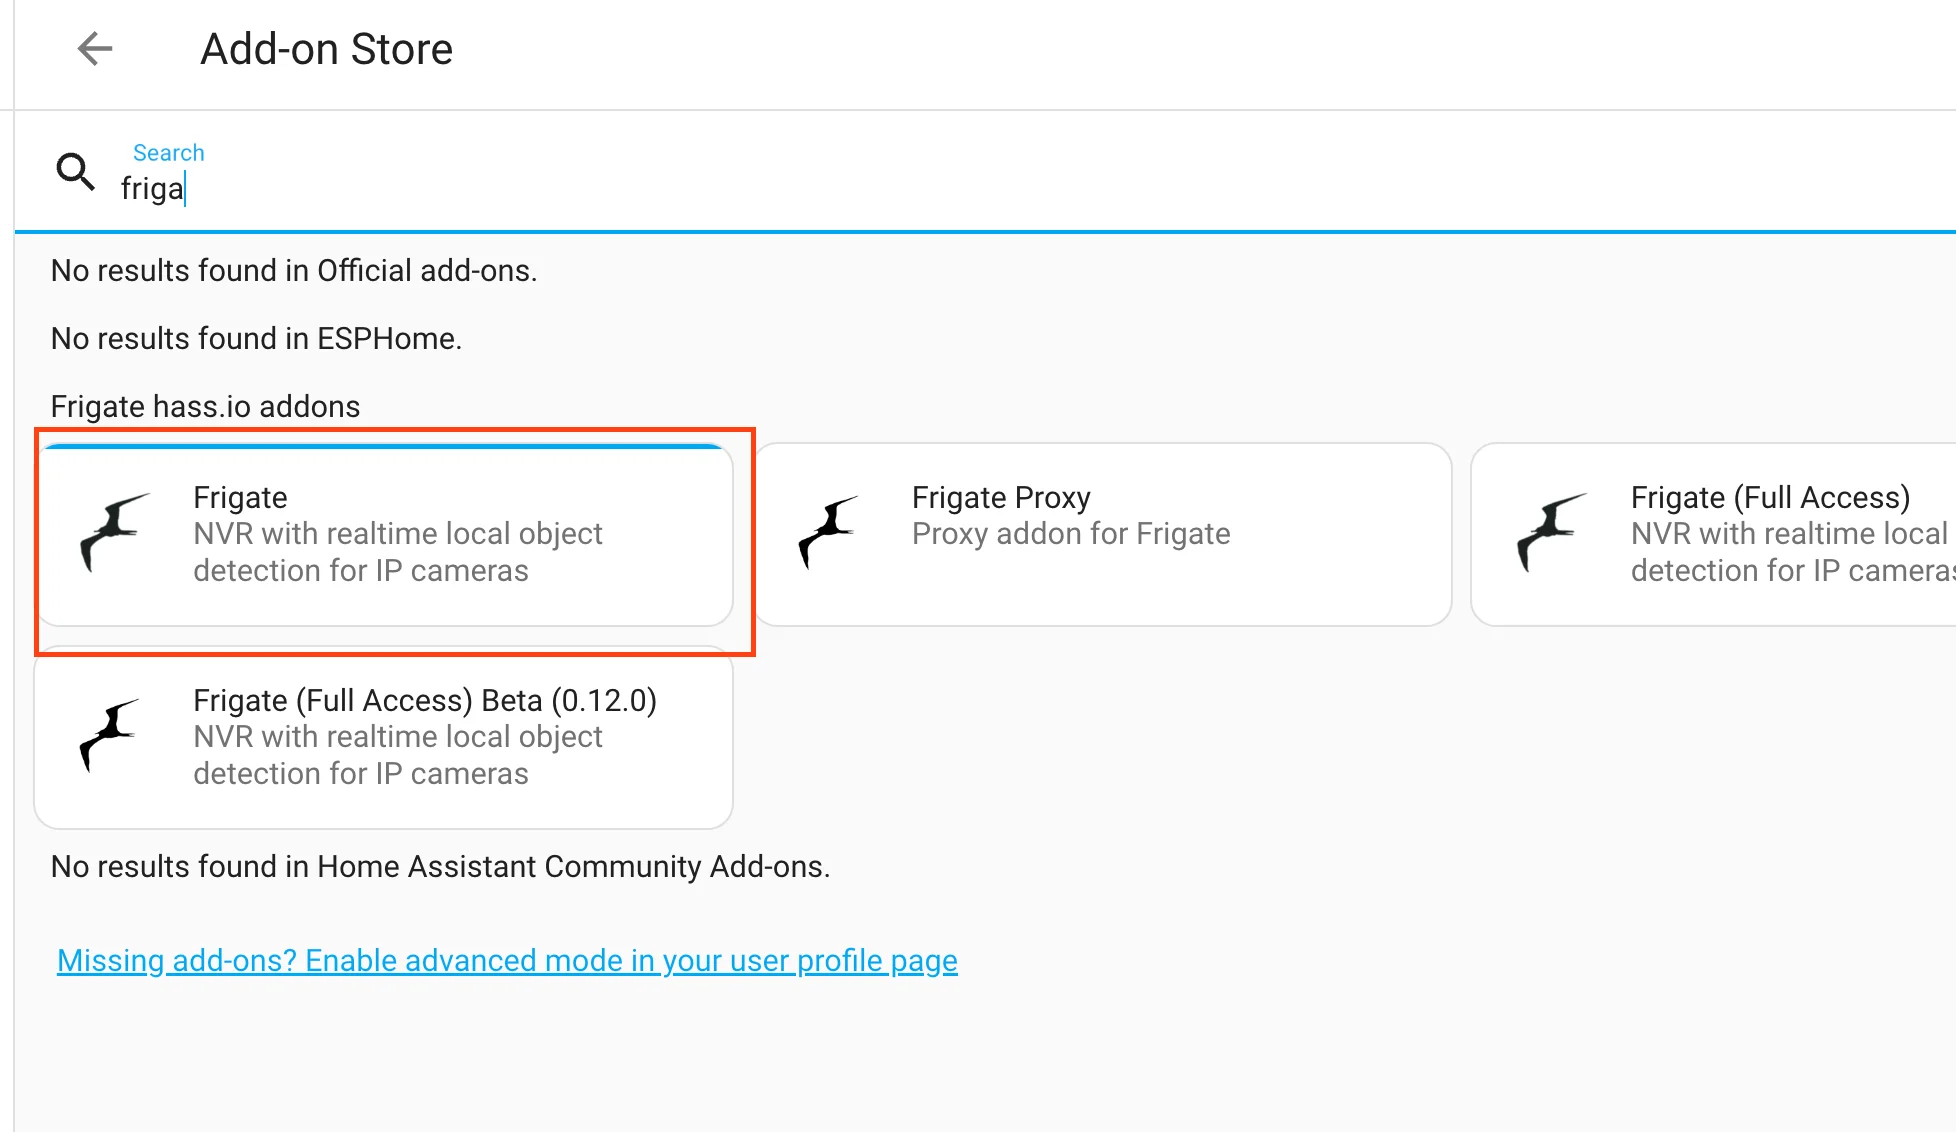 Add-on Store
Search
friga
No results found in Official add-ons.
No results found in ESPHome.
Frigate hass.io addons
Frigate
NVR with realtime local object
detection for IP cameras
Frigate Proxy
Proxy addon for Frigate
Frigate (Full Access)
NVR with realtime local
detection for IP cameras
Frigate (Full Access) Beta (0.12.0)
NVR with realtime local object
detection for IP cameras
No results found in Home Assistant Community Add-ons.
Missing add-ons? Enable advanced mode in your user profile page